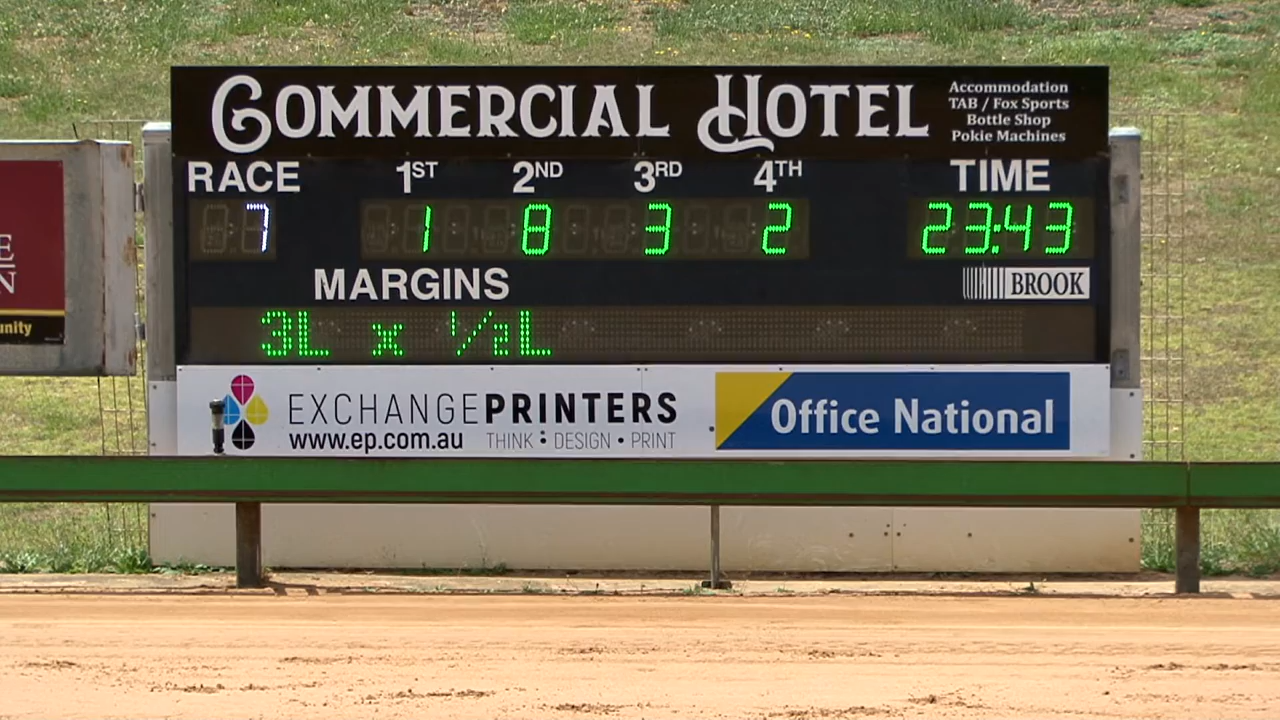 COMMERCIAL HOTEL
Accommodation
TAB / Fox Sports
Bottle Shop
Pokie Machines
RACE 1ST 2ND 3RD 4TH TIME
7 1 8 3 2 23:43
MARGINS
BROOK
3L x 1/2L
E
N
unity
EXCHANGEPRINTERS
www.ep.com.au THINK : DESIGN • PRINT
Office National